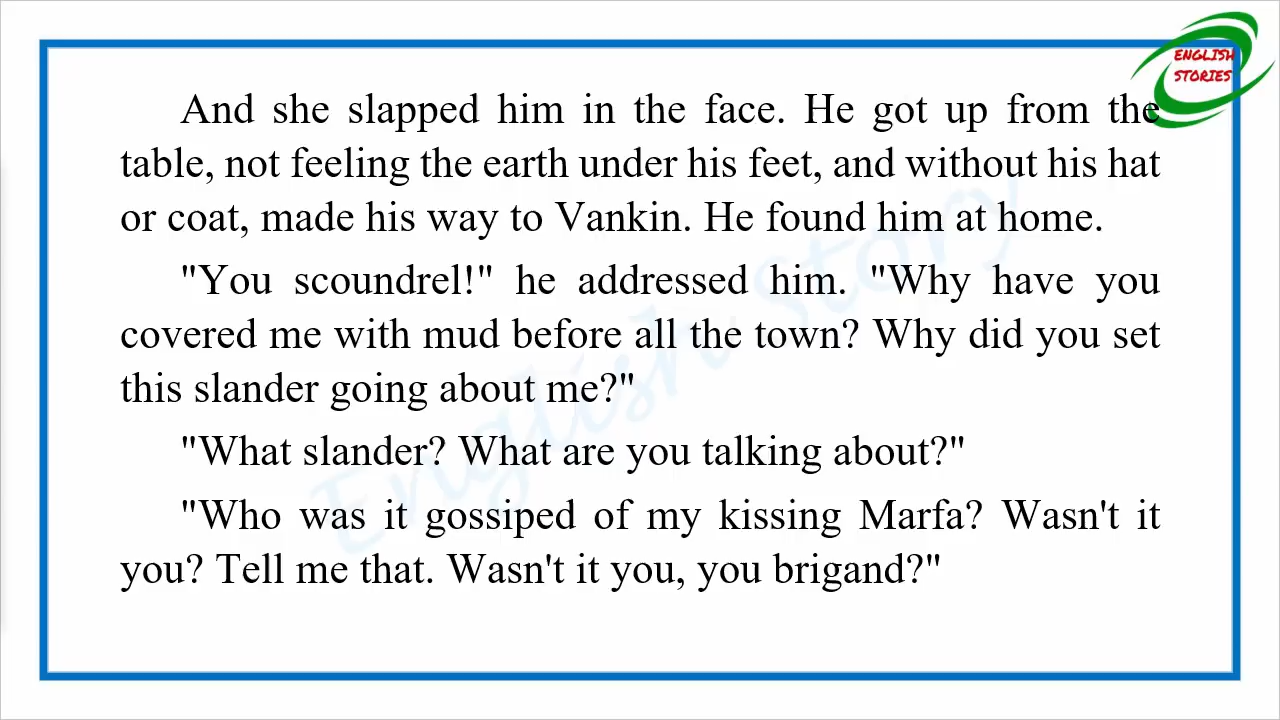 ENGLISH
STORIES
And she slapped him in the face. He got up from the
table, not feeling the earth under his feet, and without his hat
or coat, made his way to Vankin. He found him at home.
"You scoundrel!" he addressed him. "Why have you
covered me with mud before all the town? Why did you set
this slander going about me?"
"What slander? What are you talking about?"
"Who was it gossiped of my kissing Marfa? Wasn't it
you? Tell me that. Wasn't it you, you brigand?"
English Story